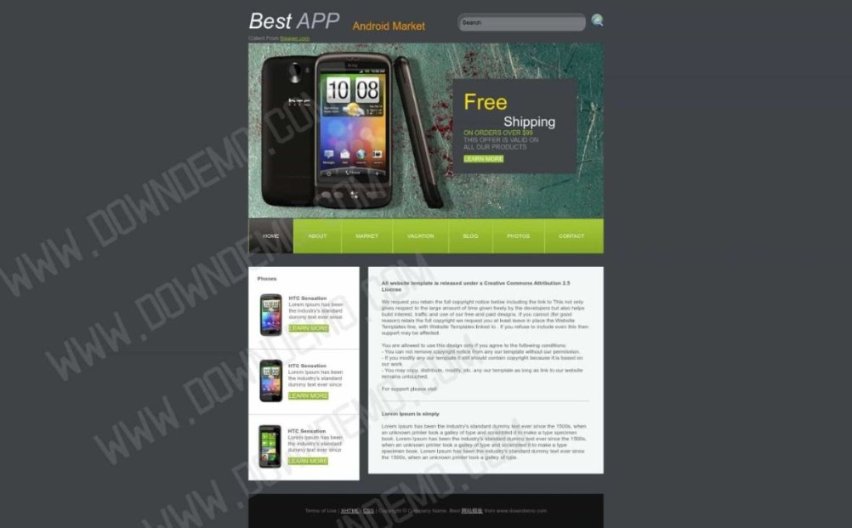 Best APP Android Market
Search
10 08
Free
Shipping
ON ORDERS OVER $99
THIS OFFER IS VALID ON
ALL OUR PRODUCTS
LEARN MORE
HOME ABOUT MARKET VACATION BLOG PHOTOS CONTACT
Phones
HTC Sensation
Lorem Ipsum has been
the industry's standard
dummy text ever since
LEARN MORE
HTC Sensation
Lorem Ipsum has been
the industry's standard
dummy text ever since
LEARN MORE
HTC Sensation
Lorem Ipsum has been
the industry's standard
dummy text ever since
LEARN MORE
All website template is released under a Creative Commons Attribution 2.5
License
We request you retain the full copyright notice below including the link to This not only
gives respect to the large amount of time given freely by the developers but also helps
build interest, traffic and use of our free and paid designs. If you cannot (for good
reason) retain the full copyright we request you at least leave in place the Website
Templates line, with Website Templates linked to . If you refuse to include even this then
support may be affected.
You are allowed to use this design only if you agree to the following conditions:
- You can not remove copyright notice from any our template without our permission.
- If you modify any our template it still should contain copyright because it is based on
our work.
- You may copy, distribute, modify, etc. any our template as long as link to our website
remains untouched.
For support please visit
Lorem Ipsum is simply
Lorem Ipsum has been the industry's standard dummy text ever since the 1500s, when
an unknown printer took a galley of type and scrambled it to make a type specimen
book. Lorem Ipsum has been the industry's standard dummy text ever since the 1500s,
when an unknown printer took a galley of type and scrambled it to make a type
specimen book. Lorem Ipsum has been the industry's standard dummy text ever since
the 1500s, when an unknown printer took a galley of type.
Terms of Use | XHTML | CSS | Copyright © Company Name. Best 网站模板 from www.downdemo.com
WWW.DOWNDEMO.COM
WWW.DOWNDEMO.COM
WWW.DOWNDEMO.COM
WWW.DOWNDEMO.COM